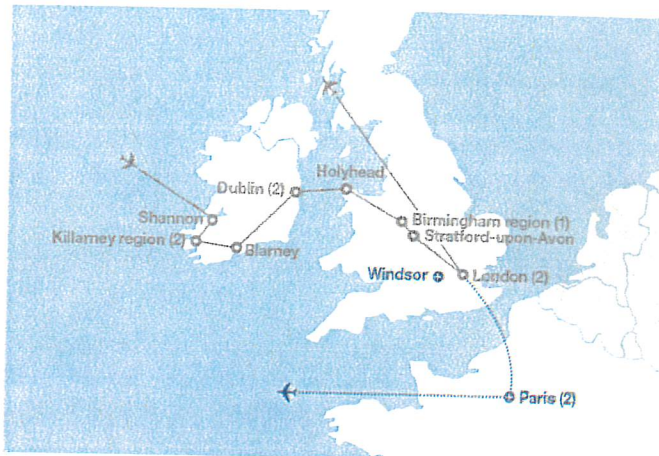 Holyhead
Dublin (2)
Shannon
Birmingham region (1)
Killarney region (2)
Stratford-upon-Avon
Blarney
Windsor
London (2)
Paris (2)